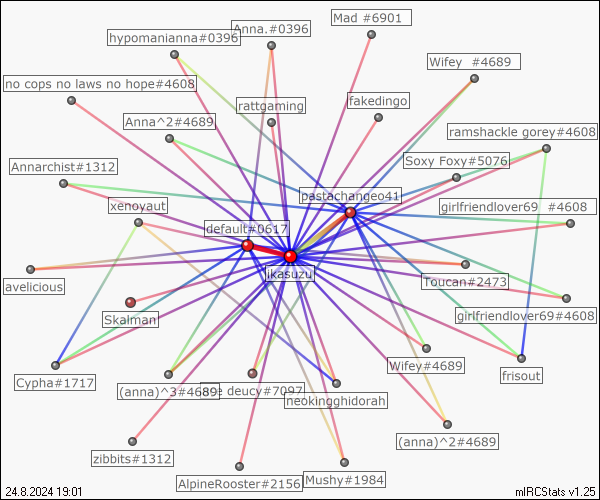 Mad #6901
Anna.#0396
hypomanianna#0396
Wifey #4689
no cops no laws no hope#4608
rattgaming
fakedingo
Anna^2#4689
ramshackle gorey#4608
Soxy Foxy#5076
Annarchist#1312
pastachangeo41
xenoyaut
girlfriendlover69 #4608
default#0617
ikasuzu
Toucan#2473
avelicious
girlfriendlover69#4608
Skalman
Wifey#4689
frisout
Cypha#1717
(anna)^3#4689
deucy#7097
neokingghidorah
(anna)^2#4689
zibbits#1312
AlpineRooster#2156
Mushy#1984
24.8.2024 19:01
mIRCStats v1.25